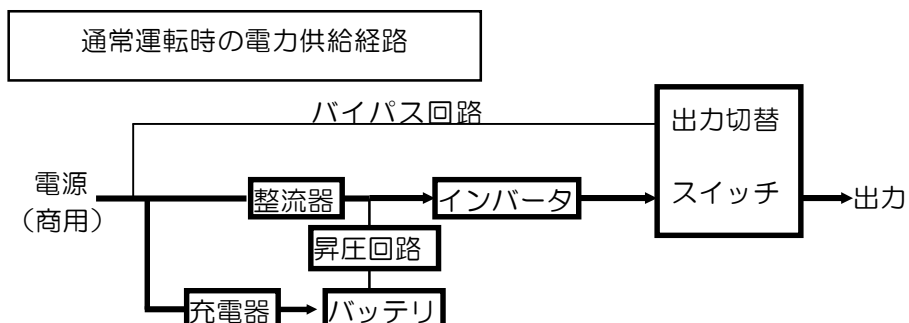 通常運転時の電力供給経路
バイパス回路
出力切替
スイッチ
電源
（商用）
整流器
インバータ
出力
昇圧回路
充電器
バッテリ